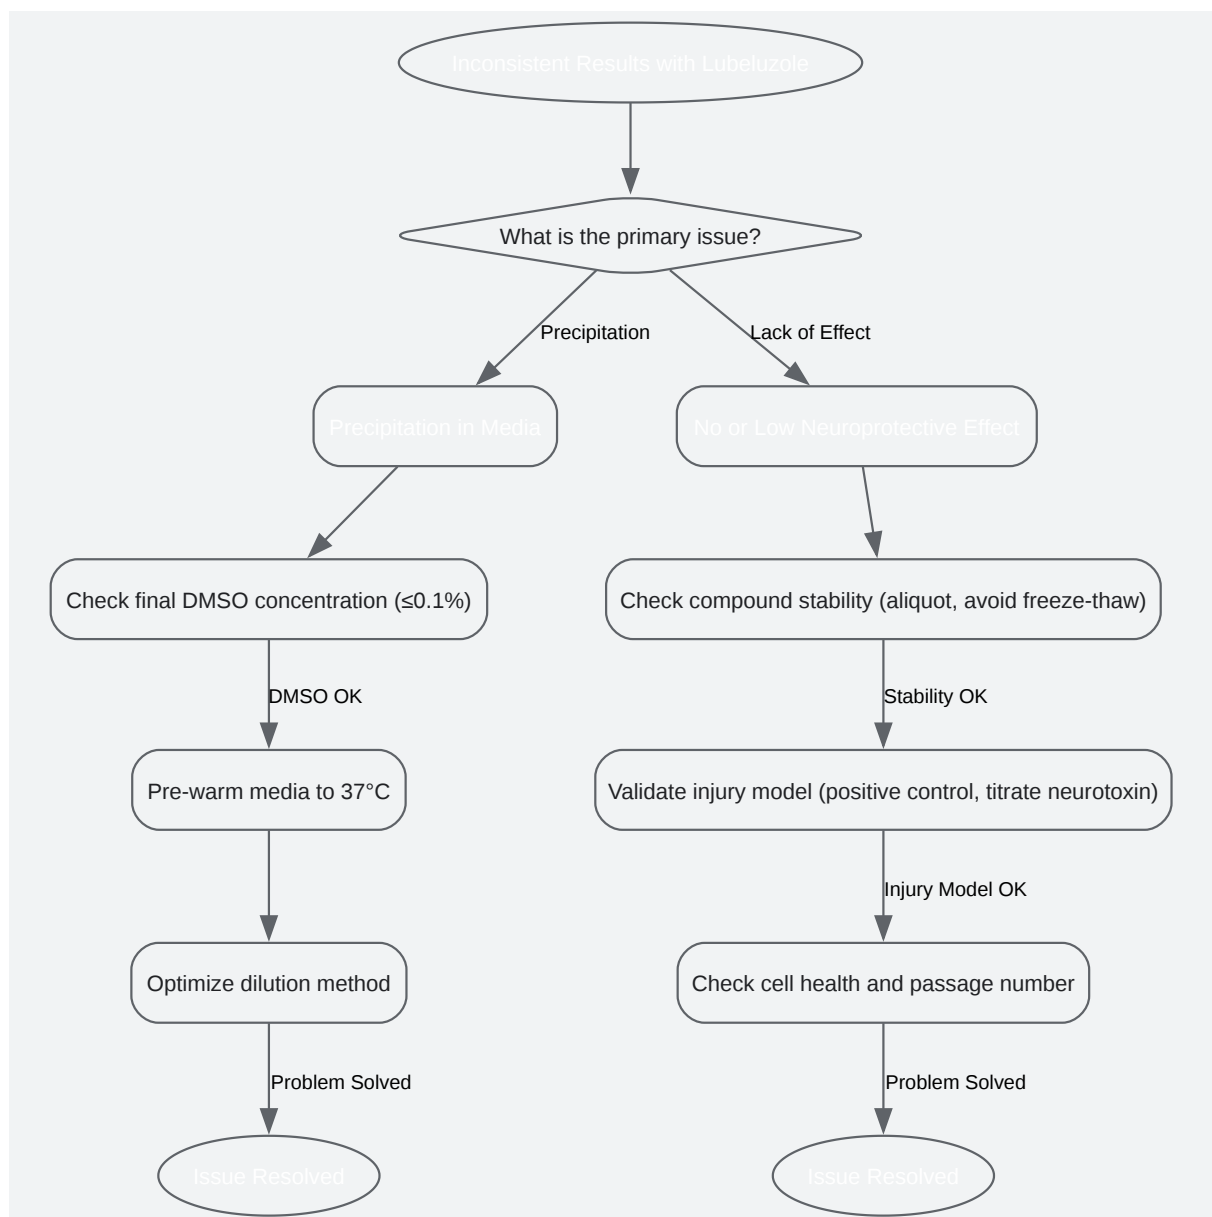 Inconsistent Results with Lubeluzole
What is the primary issue?
Precipitation
Lack of Effect
Precipitation in Media
No or Low Neuroprotective Effect
Check final DMSO concentration (≤0.1%)
Check compound stability (aliquot, avoid freeze-thaw)
DMSO OK
Stability OK
Pre-warm media to 37°C
Validate injury model (positive control, titrate neurotoxin)
Injury Model OK
Optimize dilution method
Check cell health and passage number
Problem Solved
Problem Solved
Issue Resolved
Issue Resolved